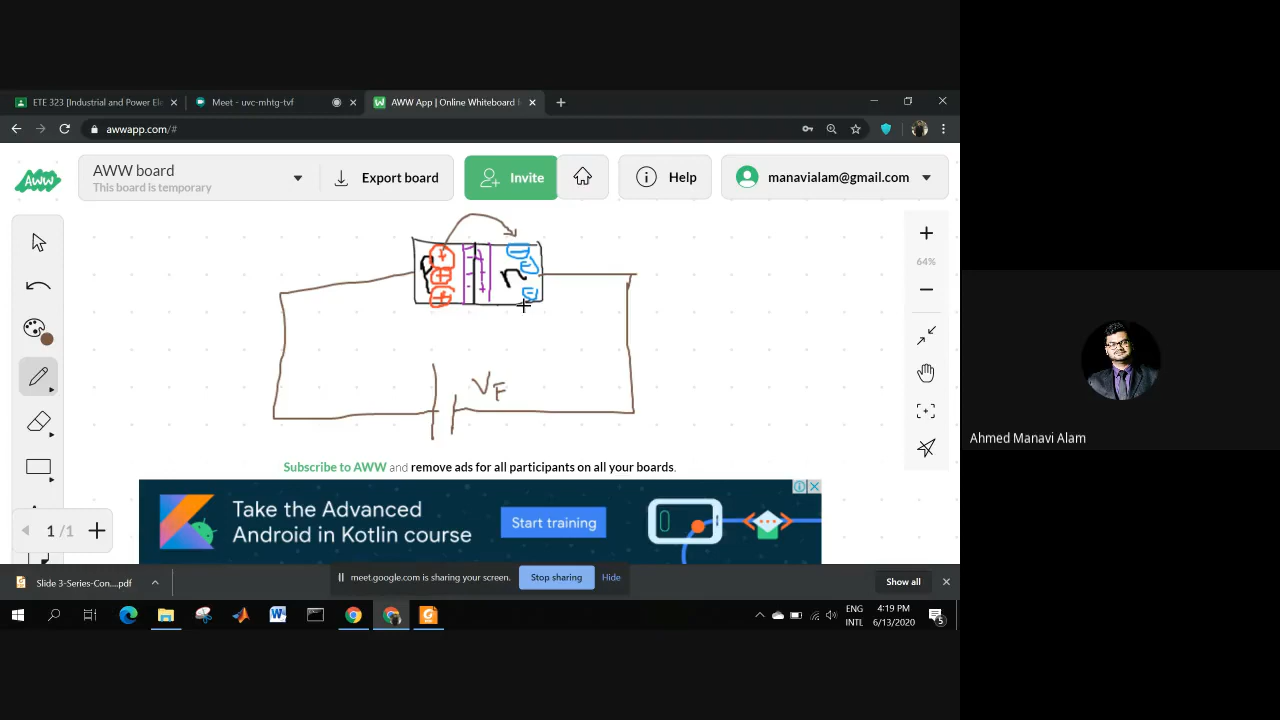 ETE 323 [Industrial and Power Ele
Meet - uvc-mhtg-tvf
AWW App | Online Whiteboard
awwapp.com/#
AWW
AWW board
This board is temporary
Export board
Invite
Help
manavialam@gmail.com
64%
p
n
+
+
+
-
-
-
VF
Ahmed Manavi Alam
Subscribe to AWW and remove ads for all participants on all your boards.
Take the Advanced
Android in Kotlin course
Start training
1/1
Slide 3-Series-Con....pdf
meet.google.com is sharing your screen.
Stop sharing
Hide
Show all
ENG
INTL
4:19 PM
6/13/2020
5